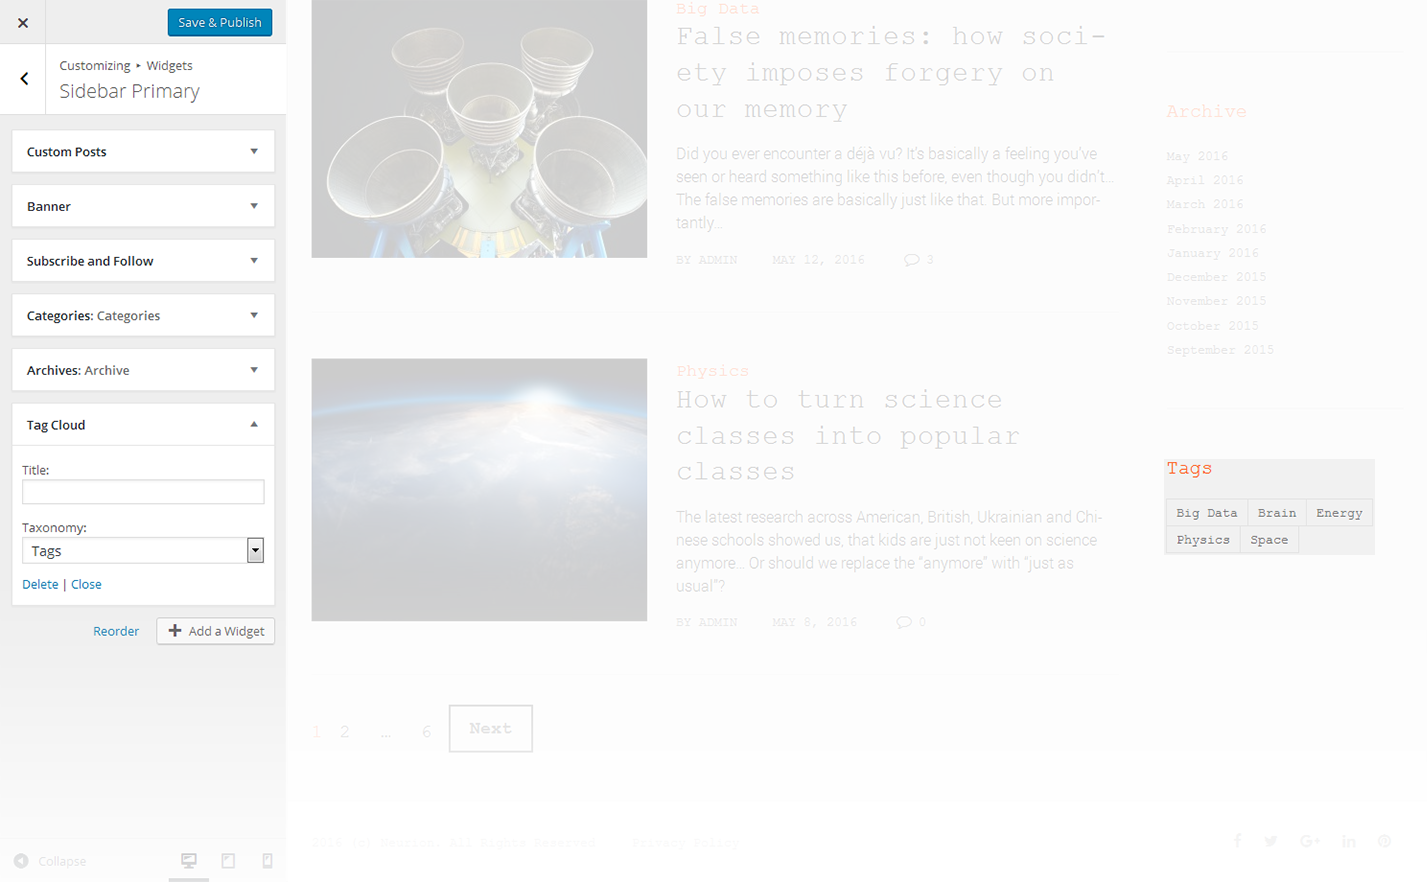 Save & Publish
Customizing ▸ Widgets
Sidebar Primary
Custom Posts
Banner
Subscribe and Follow
Categories: Categories
Archives: Archive
Tag Cloud
Title:
Taxonomy:
Tags
Delete | Close
Reorder
Add a Widget
Collapse
Big Data
False memories: how soci-
ety imposes forgery on
our memory
Did you ever encounter a déjà vu? It's basically a feeling you've
seen or heard something like this before, even though you didn't...
The false memories are basically just like that. But more impor-
tantly...
BY ADMIN MAY 12, 2016 3
Physics
How to turn science
classes into popular
classes
The latest research across American, British, Ukrainian and Chi-
nese schools showed us, that kids are just not keen on science
anymore... Or should we replace the “anymore” with “just as
usual”?
BY ADMIN MAY 8, 2016 0
1 2 … 6 Next
Archive
May 2016
April 2016
March 2016
February 2016
January 2016
December 2015
November 2015
October 2015
September 2015
Tags
Big Data Brain Energy
Physics Space
2016 All Rights Reserved Privacy Policy